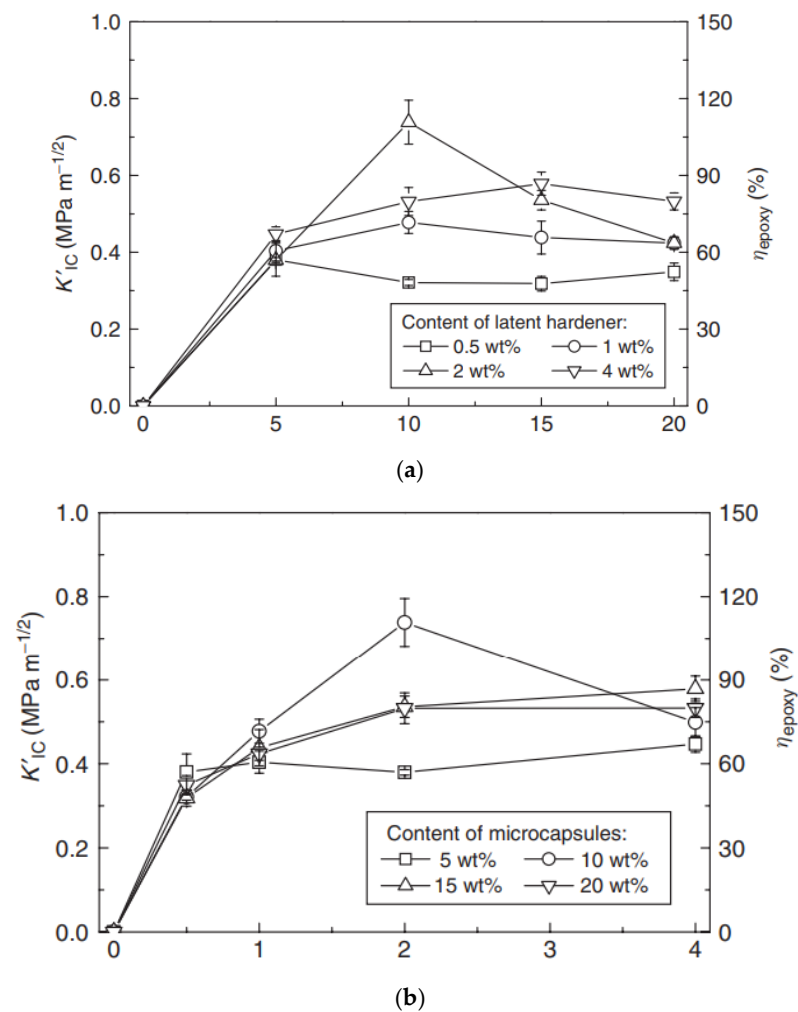 1.0 150
0.8 120
0.6 90
0.4 60
0.2 30
0.0 0
K′IC (MPa m−1/2)
ηepoxy (%)
Content of latent hardener:
0.5 wt% 1 wt%
2 wt% 4 wt%
0 5 10 15 20
(a)
1.0 150
0.8 120
0.6 90
0.4 60
0.2 30
0.0 0
K′IC (MPa m−1/2)
ηepoxy (%)
Content of microcapsules:
5 wt% 10 wt%
15 wt% 20 wt%
0 1 2 3 4
(b)